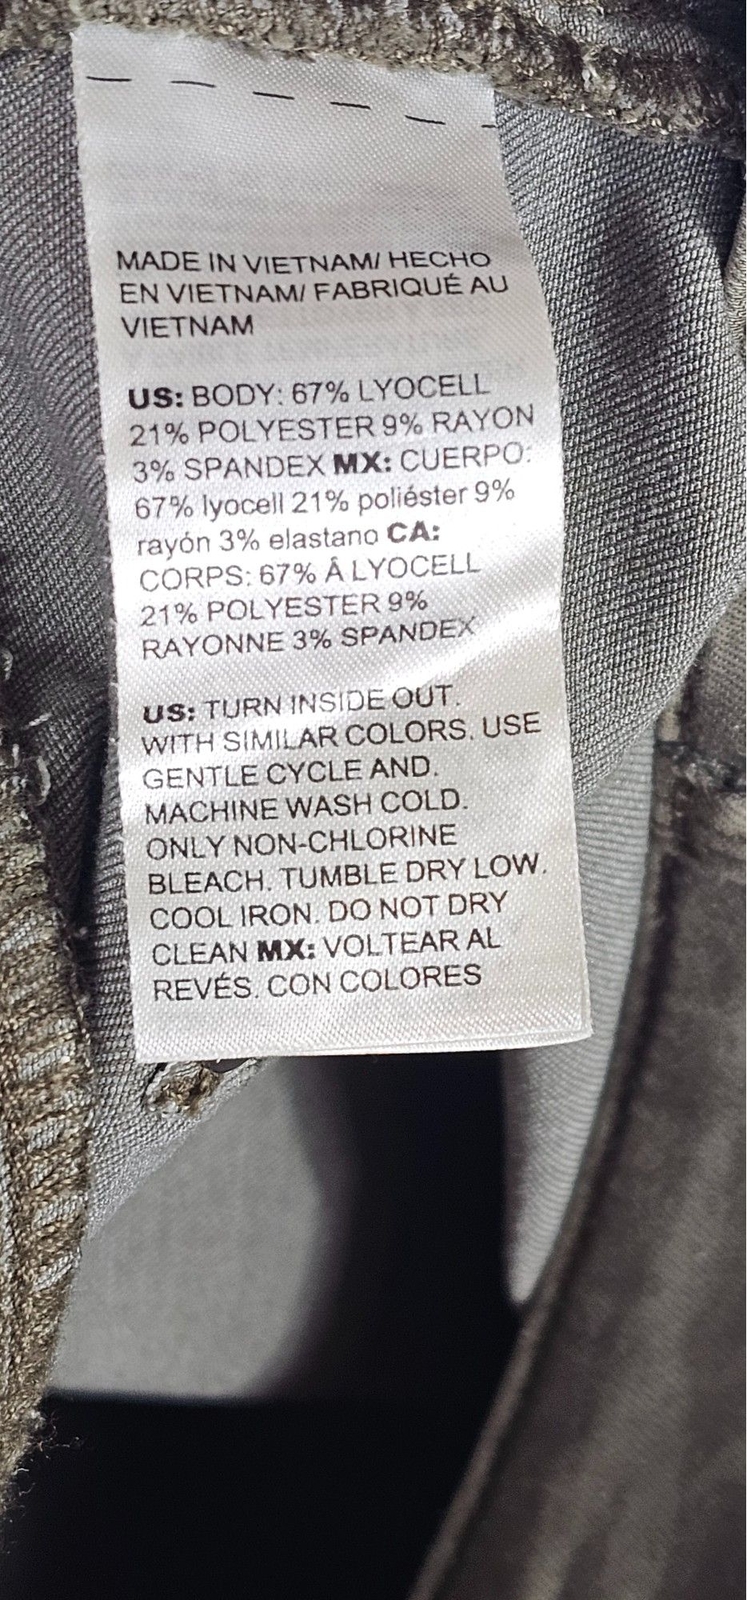 MADE IN VIETNAM/ HECHO
EN VIETNAM/ FABRIQUÉ AU
VIETNAM
US: BODY: 67% LYOCELL
21% POLYESTER 9% RAYON
3% SPANDEX MX: CUERPO:
67% lyocell 21% poliéster 9%
rayón 3% elastano CA:
CORPS: 67% Â LYOCELL
21% POLYESTER 9%
RAYONNE 3% SPANDEX
US: TURN INSIDE OUT.
WITH SIMILAR COLORS. USE
GENTLE CYCLE AND.
MACHINE WASH COLD.
ONLY NON-CHLORINE
BLEACH. TUMBLE DRY LOW.
COOL IRON. DO NOT DRY
CLEAN MX: VOLTEAR AL
REVÉS. CON COLORES